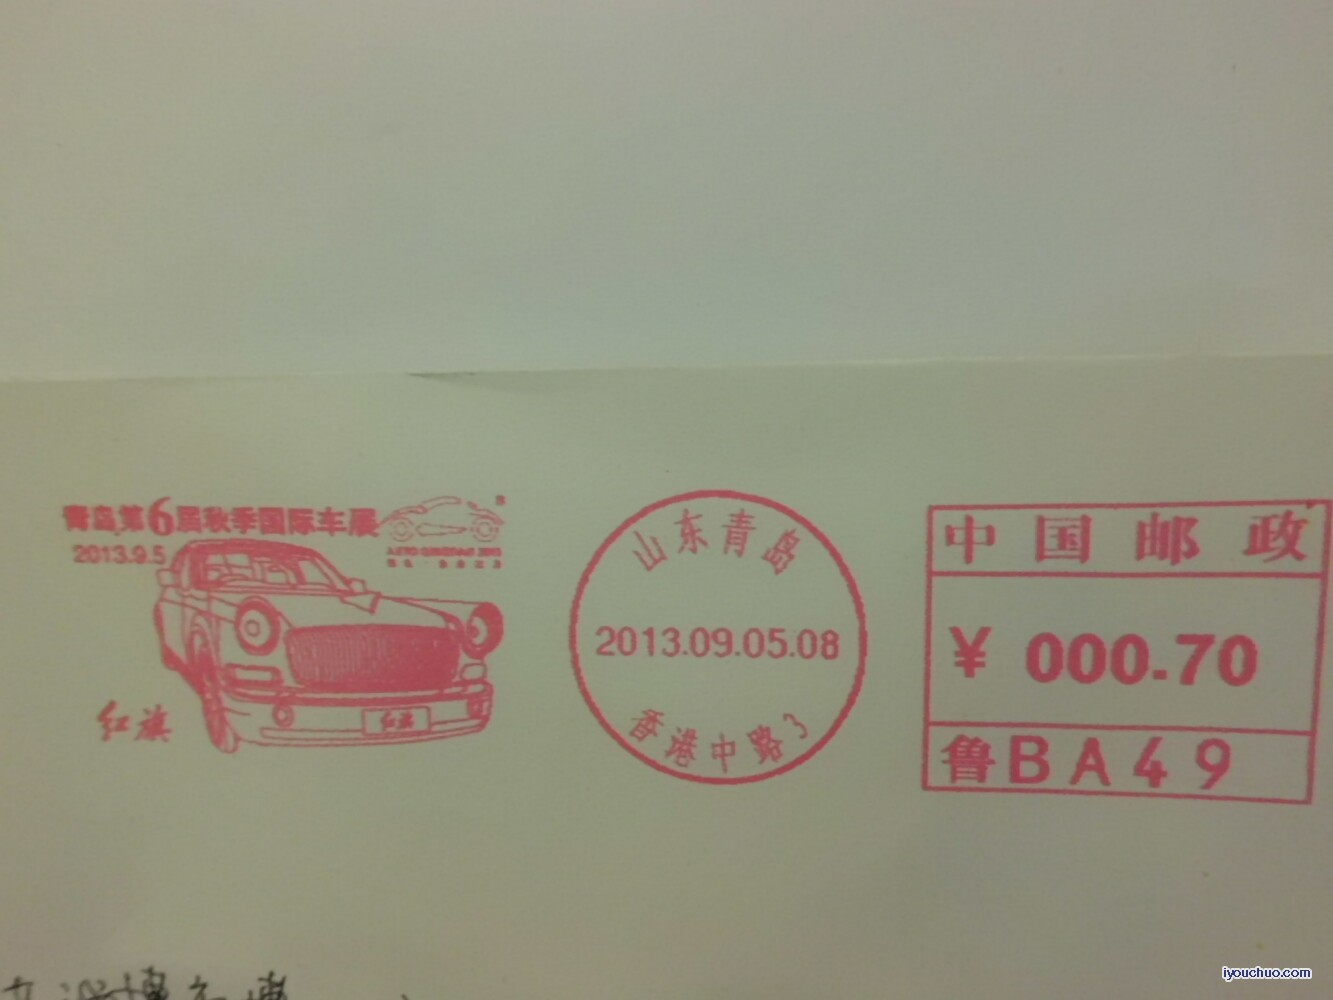 青岛第6届秋季国际车展
2013.9.5
红旗
红旗
山东青岛
2013.09.05.08
香港中路3
中国邮政
¥ 000.70
鲁BA49
iyouchuo.com